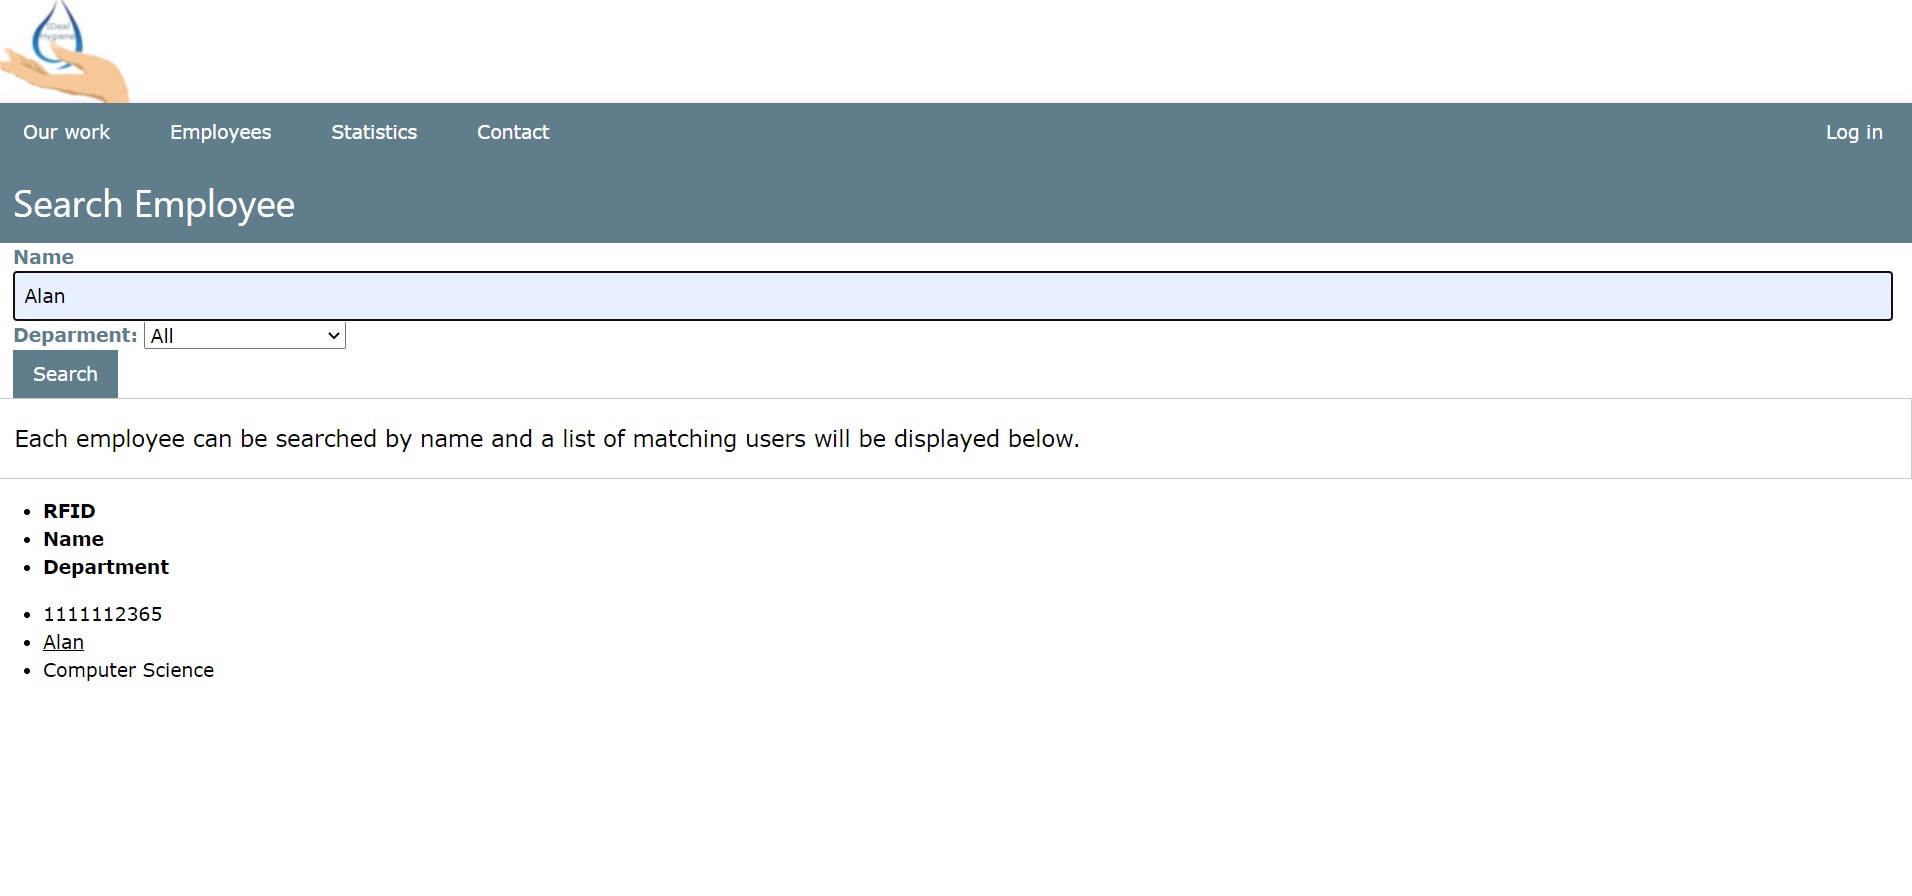 IDeal
Hygiene
Our work Employees Statistics Contact Log in
Search Employee
Name
Alan
Deparment: All
Search
Each employee can be searched by name and a list of matching users will be displayed below.
RFID
Name
Department
1111112365
Alan
Computer Science